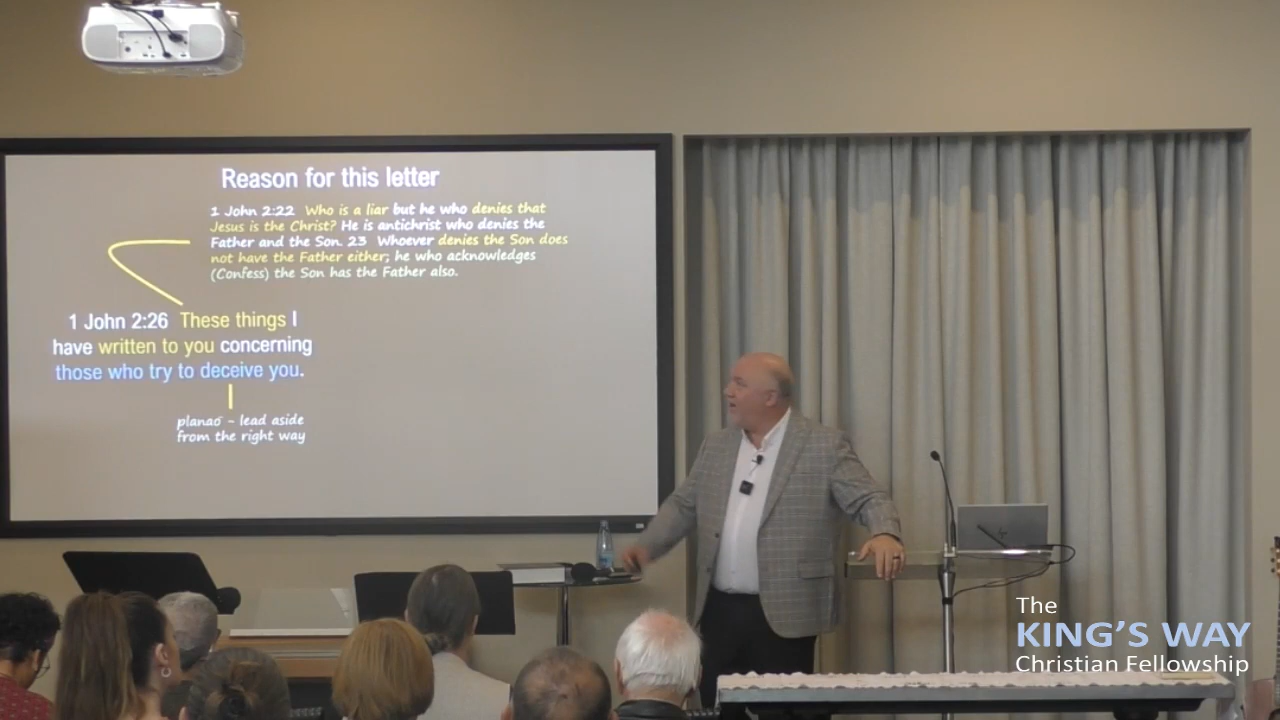 Reason for this letter
1 John 2:22 Who is a liar but he who denies that
Jesus is the Christ? He is antichrist who denies the
Father and the Son. 23 Whoever denies the Son does
not have the Father either; he who acknowledges
(Confess) the Son has the Father also.
1 John 2:26 These things I
have written to you concerning
those who try to deceive you.
planaō - lead aside
from the right way
The
KING'S WAY
Christian Fellowship